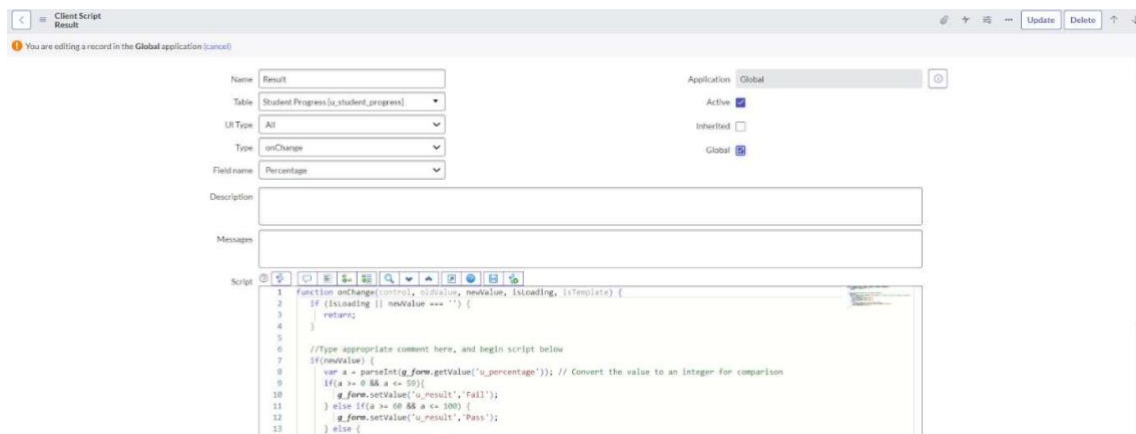 Client Script
Result
Update Delete
You are editing a record in the Global application (cancel)
Name Result
Application Global
Table Student Progress [u_student_progress]
Active
UI Type All
Inherited
Type onChange
Global
Field name Percentage
Description
Messages
Script
1 function onChange(control, oldValue, newValue, isLoading, isTemplate) {
2 if (isLoading || newValue === '') {
3 return;
4 }
5
6 //Type appropriate comment here, and begin script below
7 if(newValue) {
8 var a = parseInt(g_form.getValue('u_percentage')); // Convert the value to an integer for comparison
9 if(a >= 0 && a <= 59){
10 g_form.setValue('u_result','Fail');
11 } else if(a >= 60 && a <= 100) {
12 g_form.setValue('u_result','Pass');
13 } else {